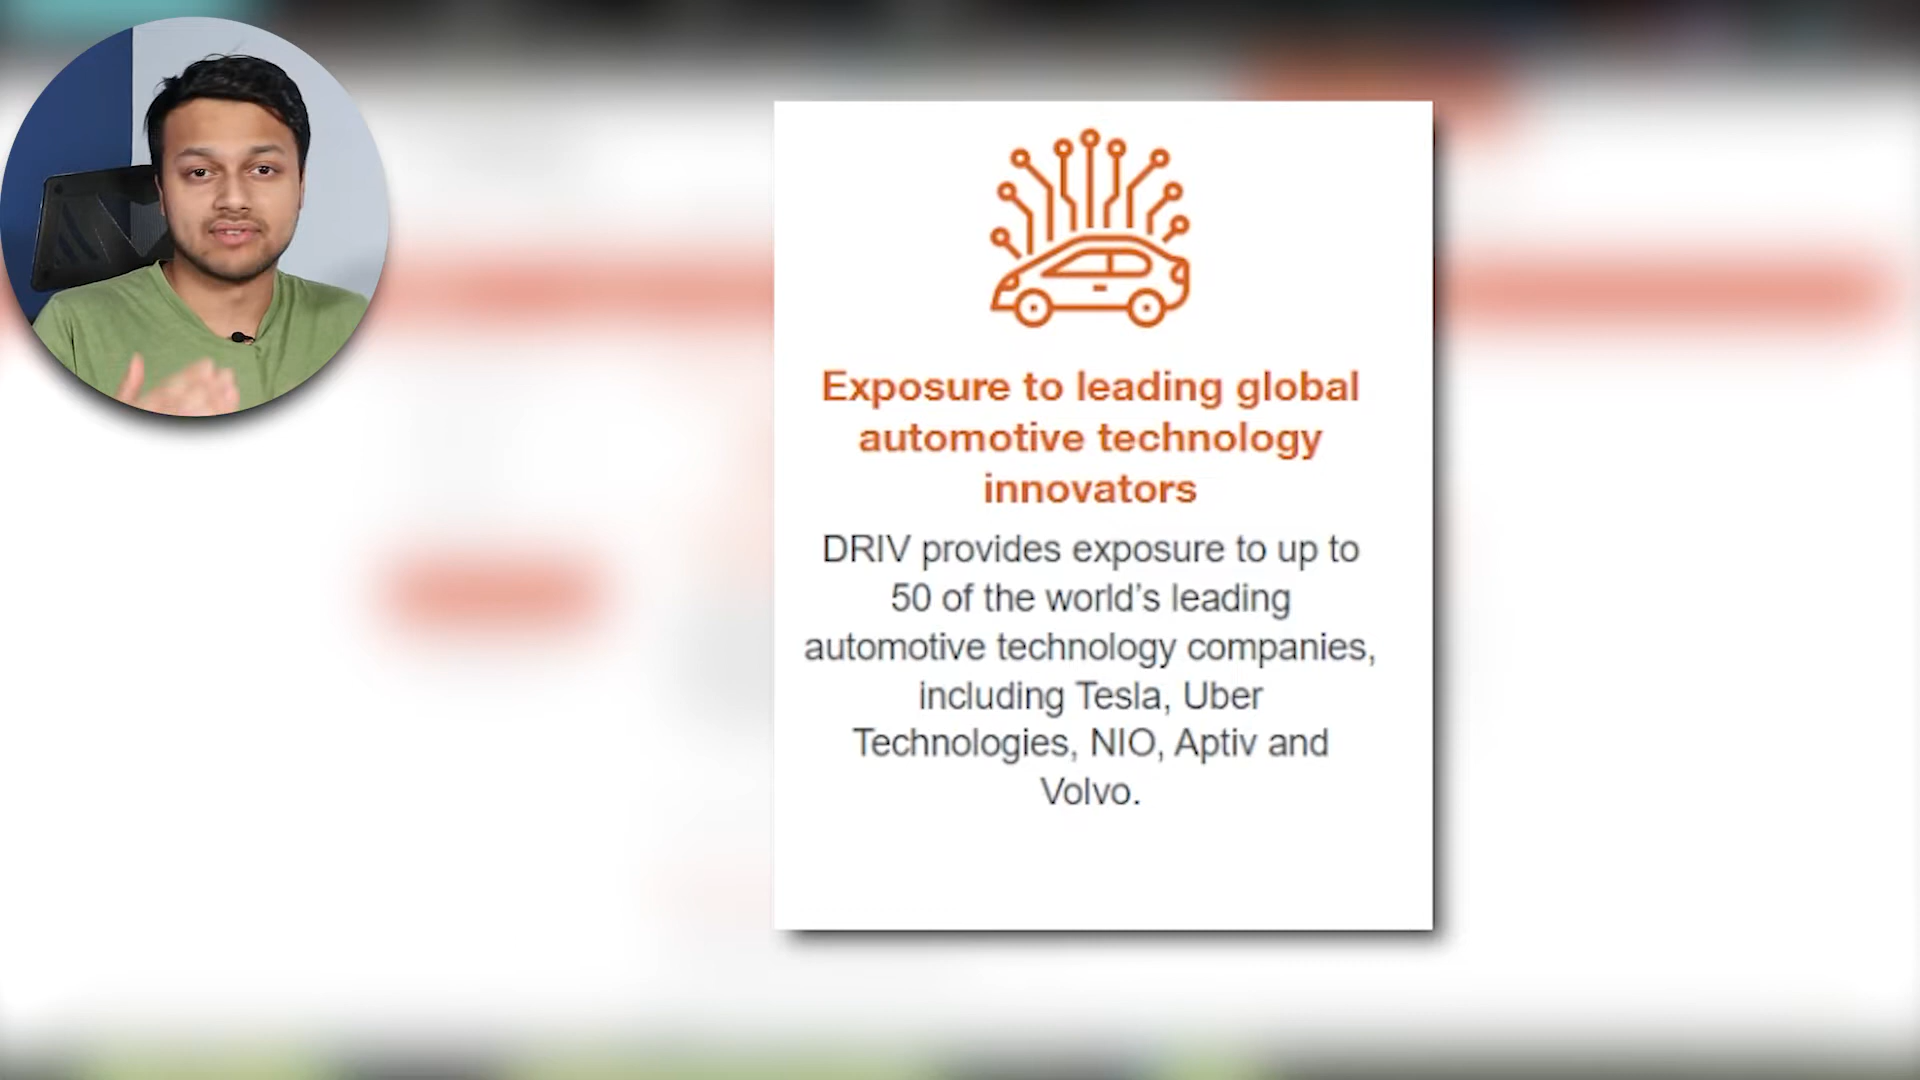 Exposure to leading global
automotive technology
innovators
DRIV provides exposure to up to
50 of the world’s leading
automotive technology companies,
including Tesla, Uber
Technologies, NIO, Aptiv and
Volvo.